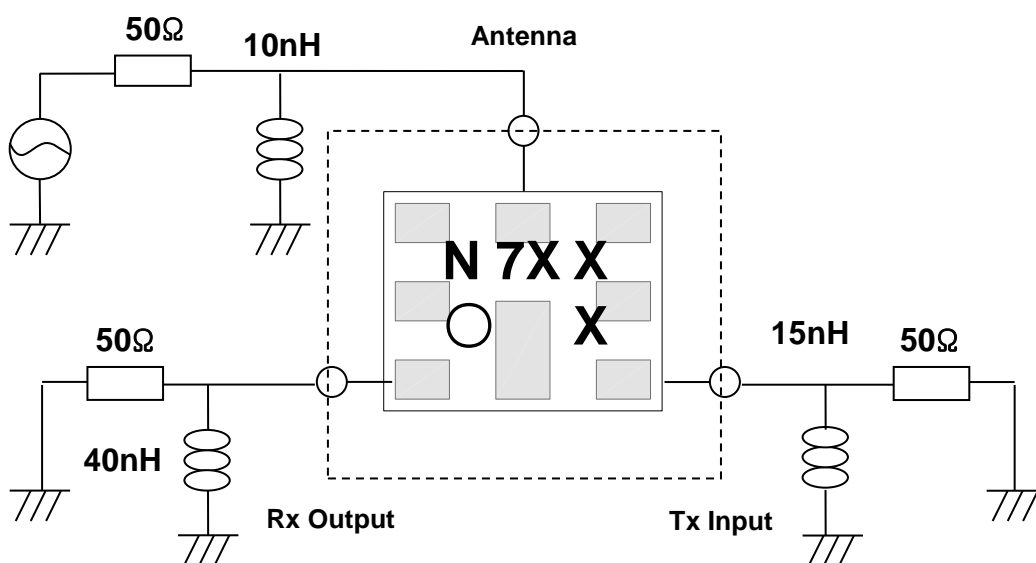 50Ω
10nH
Antenna
N 7X X
X
50Ω
15nH
50Ω
40nH
Rx Output
Tx Input